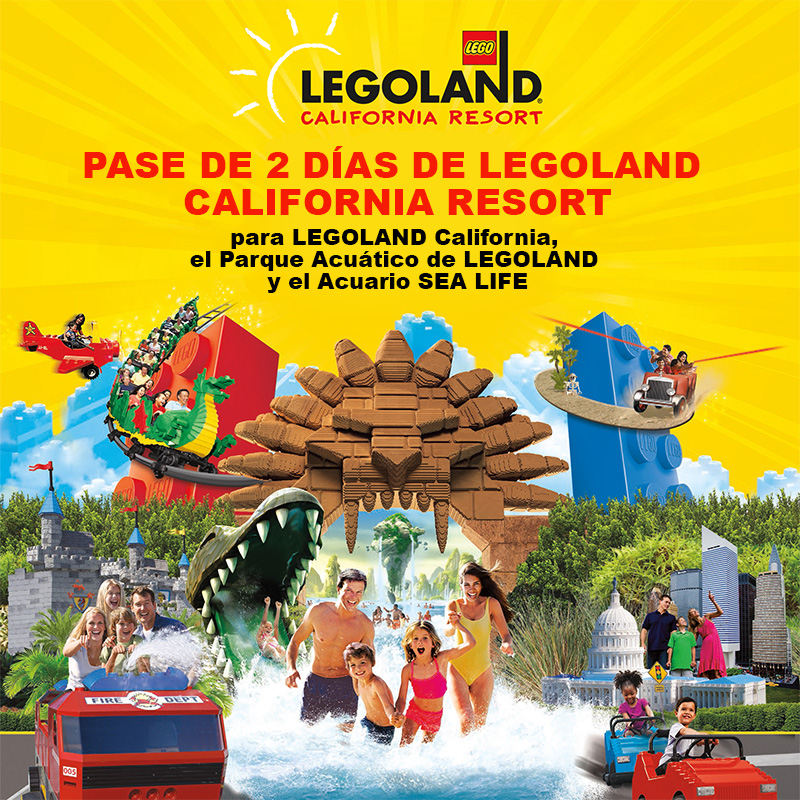 LEGO
LEGOLAND®
CALIFORNIA RESORT
PASE DE 2 DÍAS DE LEGOLAND
CALIFORNIA RESORT
para LEGOLAND California,
el Parque Acuático de LEGOLAND
y el Acuario SEA LIFE
FIRE DEPT
005